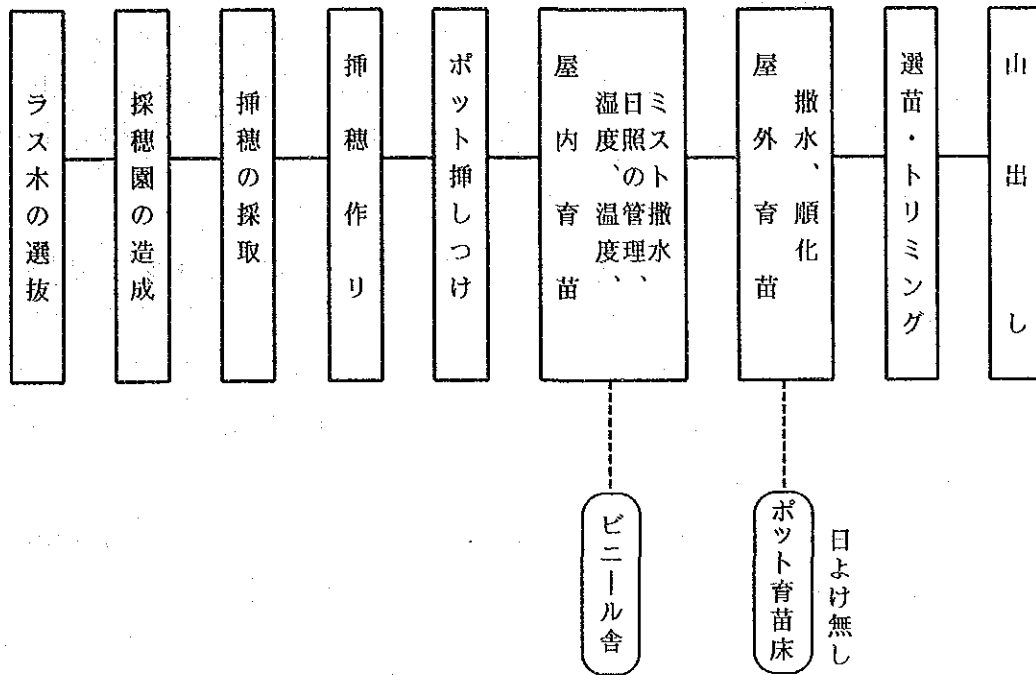 ラス木の選抜
採穂園の造成
挿穂の採取
挿穂作り
ポット挿しつけ
屋内育苗
温度、温度、
日照の管理、
ミスト撒水
屋外育苗
撒水、順化
選苗・トリミング
山出し
ビニール舎
ポット育苗床
日よけ無し